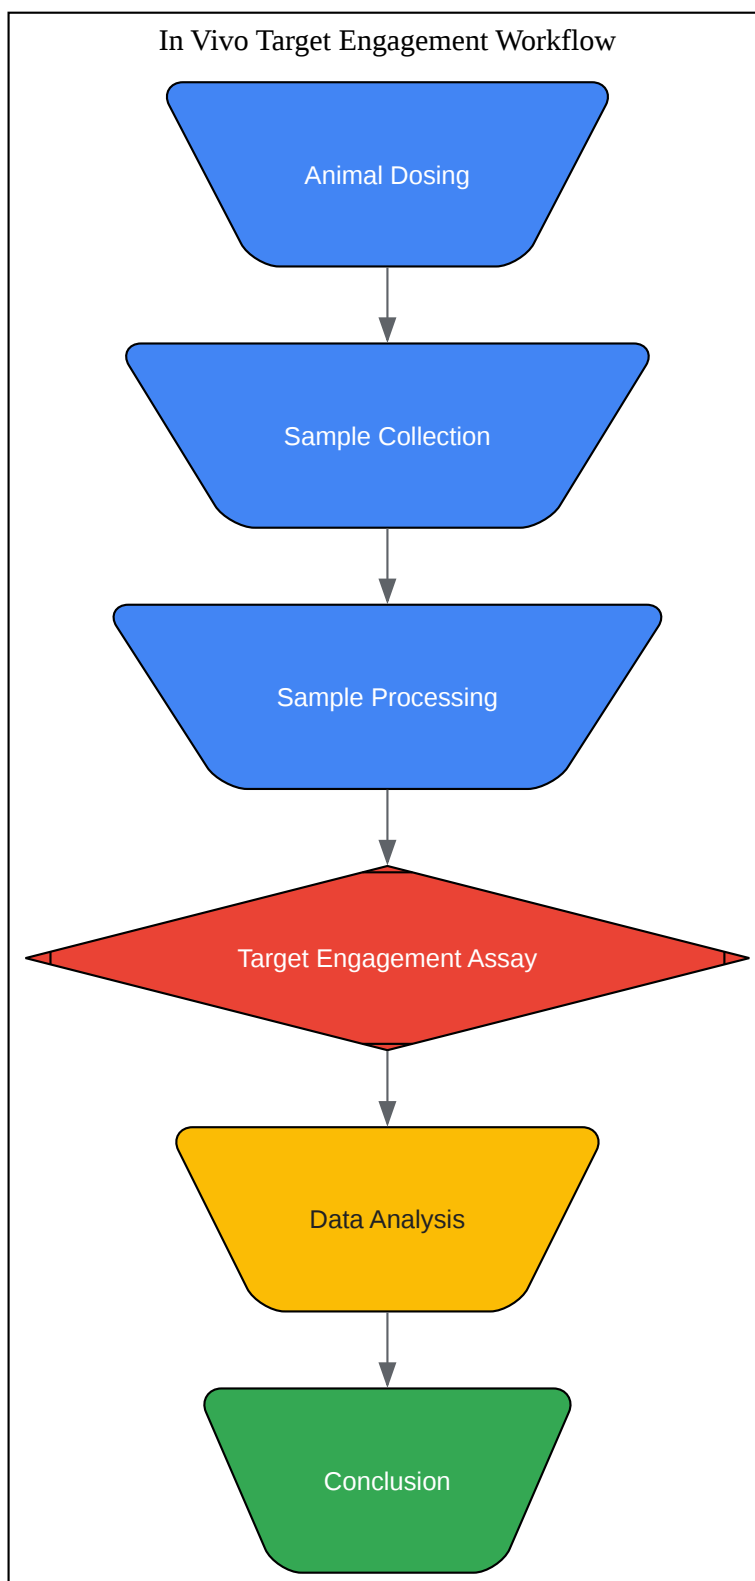 In Vivo Target Engagement Workflow
Animal Dosing
Sample Collection
Sample Processing
Target Engagement Assay
Data Analysis
Conclusion